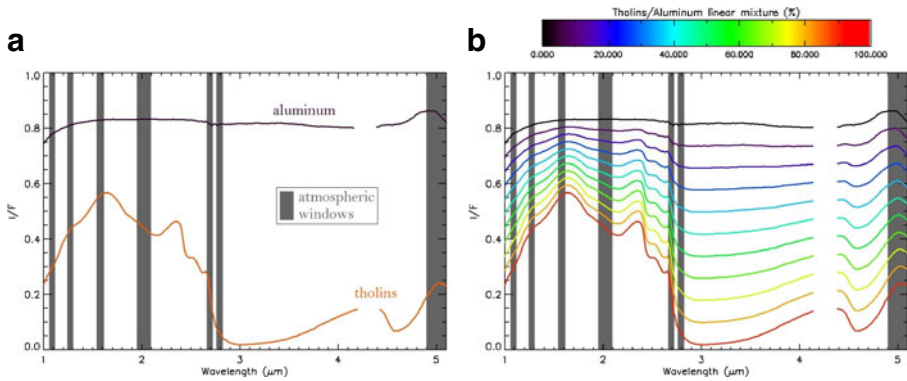 a
1.0
0.8
0.6
0.4
0.2
0.0
I/F
aluminum
atmospheric
windows
tholins
1 2 3 4 5
Wavelength (μm)
b
Tholins/Aluminum linear mixture (%)
0.000 20.000 40.000 60.000 80.000 100.000
1.0
0.8
0.6
0.4
0.2
0.0
I/F
1 2 3 4 5
Wavelength (μm)